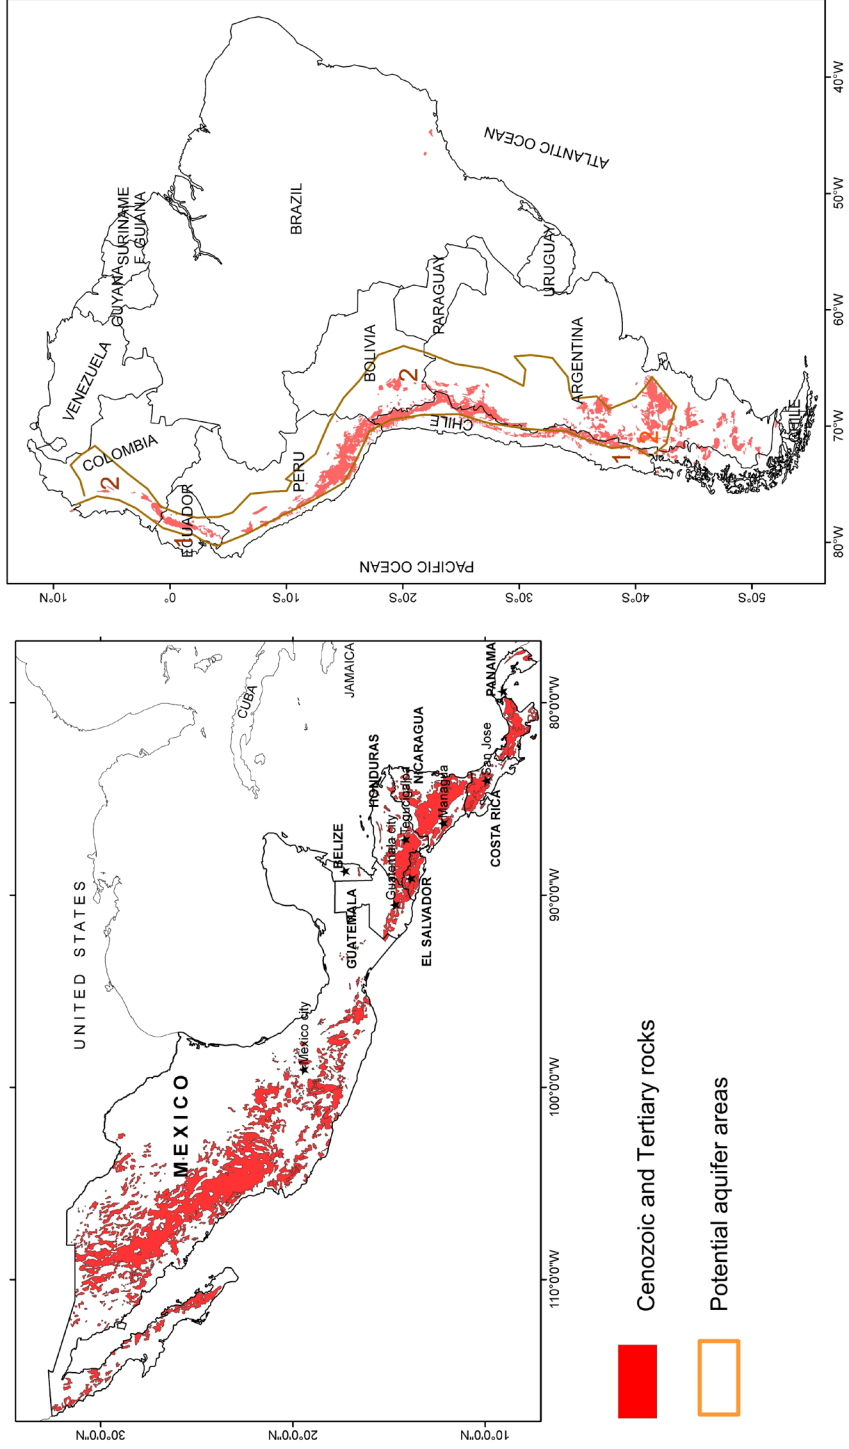 UNITED STATES
MEXICO
Mexico city
CUBA
JAMAICA
BELIZE
GUATEMALA
HONDURAS
Guatemala city
Tegucigalpa
EL SALVADOR
NICARAGUA
Managua
San Jose
COSTA RICA
PANAMA
30°0'0"N
20°0'0"N
10°0'0"N
110°0'0"W
100°0'0"W
90°0'0"W
80°0'0"W
VENEZUELA
GUYANA
SURINAME
F. GUIANA
COLOMBIA
2
ECUADOR
1
PERU
BRAZIL
BOLIVIA
2
PARAGUAY
CHILE
URUGUAY
ARGENTINA
1
2
CHILE
PACIFIC OCEAN
ATLANTIC OCEAN
10°N
0°
10°S
20°S
30°S
40°S
50°S
80°W
70°W
60°W
50°W
40°W
Cenozoic and Tertiary rocks
Potential aquifer areas